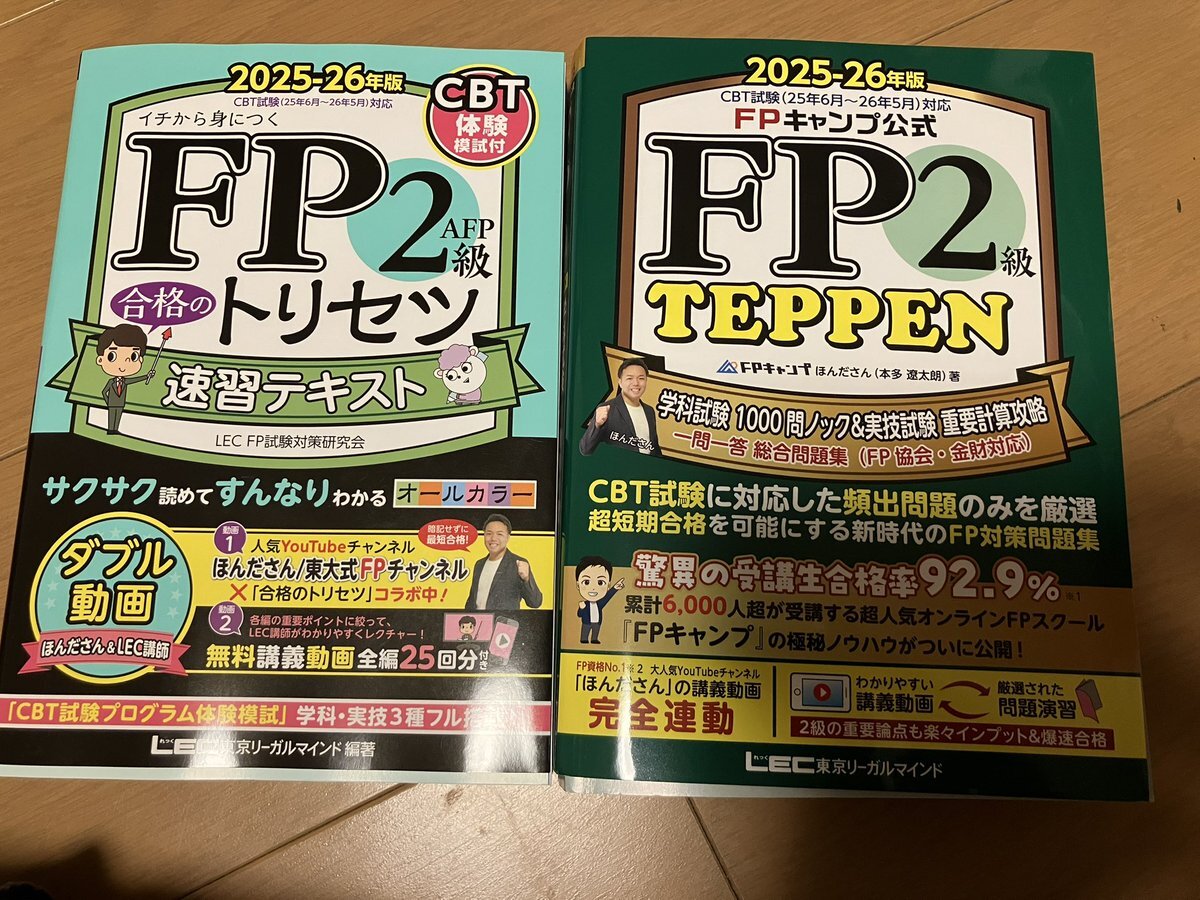 2025-26年版
CBT試験(25年6月~26年5月)対応
CBT
体験
模試付
イチから身につく
FP2級
AFP
合格の
トリセツ
速習テキスト
LEC FP試験対策研究会
サクサク読めてすんなりわかる オールカラー
ダブル
動画
ほんださん&LEC講師
動画1
人気YouTubeチャンネル
ほんださん/東大式FPチャンネル
×「合格のトリセツ」コラボ中!
暗記せずに
最短合格!
動画2
各編の重要ポイントに絞って、
LEC講師がわかりやすくレクチャー!
無料講義動画 全編25回分付き
「CBT試験プログラム体験模試」学科・実技3種フル
れっく
LEC東京リーガルマインド 編著
2025-26年版
CBT試験(25年6月~26年5月)対応
FPキャンプ公式
FP2級
TEPPEN
FPキャンプ ほんださん(本多 遼太朗)著
ほんださん
学科試験 1000問ノック&実技試験 重要計算攻略
一問一答 総合問題集(FP協会・金財対応)
CBT試験に対応した頻出問題のみを厳選
超短期合格を可能にする新時代のFP対策問題集
驚異の受講生合格率92.9%※1
累計6,000人超が受講する超人気オンラインFPスクール
『FPキャンプ』の極秘ノウハウがついに公開!
FP資格No.1※2 大人気YouTubeチャンネル
「ほんださん」の講義動画
完全連動
わかりやすい
講義動画
厳選された
問題演習
2級の重要論点も楽々インプット&爆速合格
れっく
LEC東京リーガルマインド